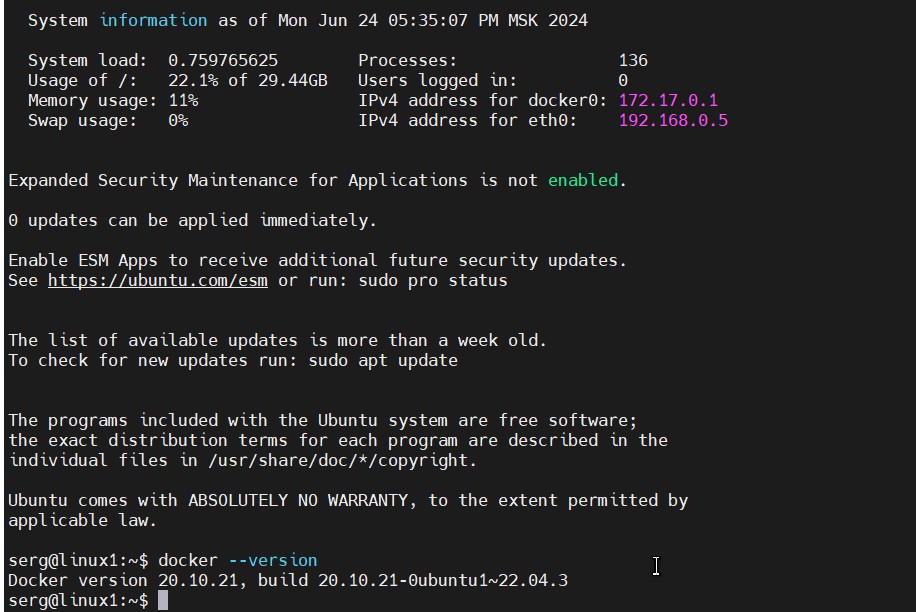 System information as of Mon Jun 24 05:35:07 PM MSK 2024
System load: 0.759765625 Processes: 136
Usage of /: 22.1% of 29.44GB Users logged in: 0
Memory usage: 11% IPv4 address for docker0: 172.17.0.1
Swap usage: 0% IPv4 address for eth0: 192.168.0.5
Expanded Security Maintenance for Applications is not enabled.
0 updates can be applied immediately.
Enable ESM Apps to receive additional future security updates.
See https://ubuntu.com/esm or run: sudo pro status
The list of available updates is more than a week old.
To check for new updates run: sudo apt update
The programs included with the Ubuntu system are free software;
the exact distribution terms for each program are described in the
individual files in /usr/share/doc/*/copyright.
Ubuntu comes with ABSOLUTELY NO WARRANTY, to the extent permitted by
applicable law.
serg@linux1:~$ docker --version
Docker version 20.10.21, build 20.10.21-0ubuntu1~22.04.3
serg@linux1:~$